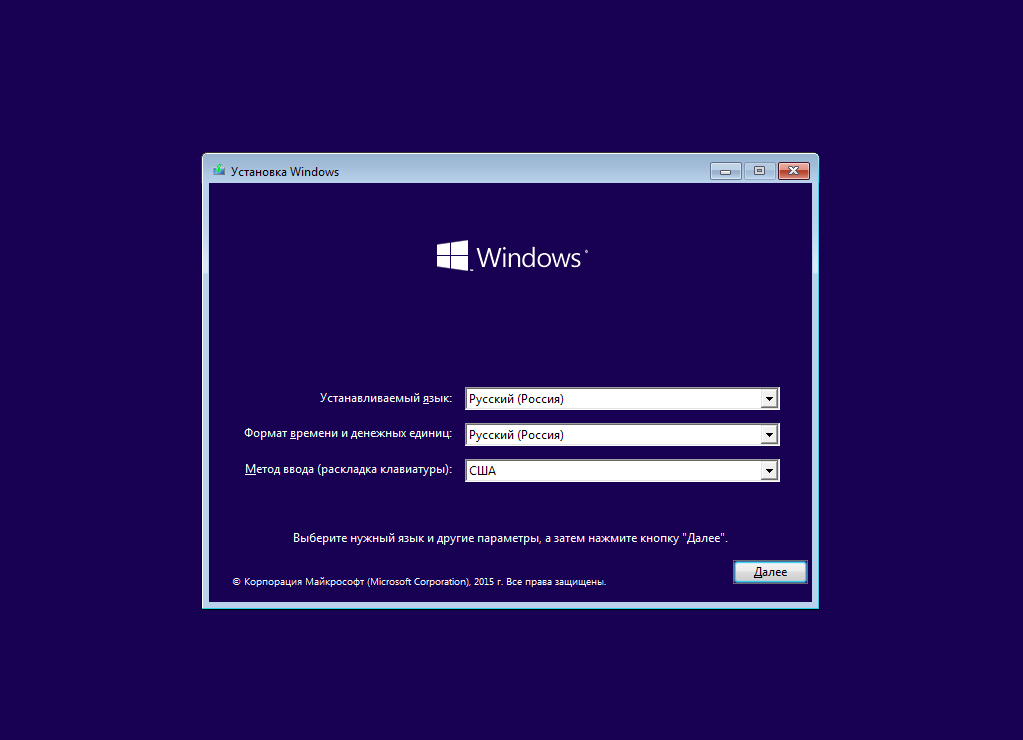 Установка Windows
Windows
Устанавливаемый язык: Русский (Россия)
Формат времени и денежных единиц: Русский (Россия)
Метод ввода (раскладка клавиатуры): США
Выберите нужный язык и другие параметры, а затем нажмите кнопку "Далее".
Далее
© Корпорация Майкрософт (Microsoft Corporation), 2015 г. Все права защищены.